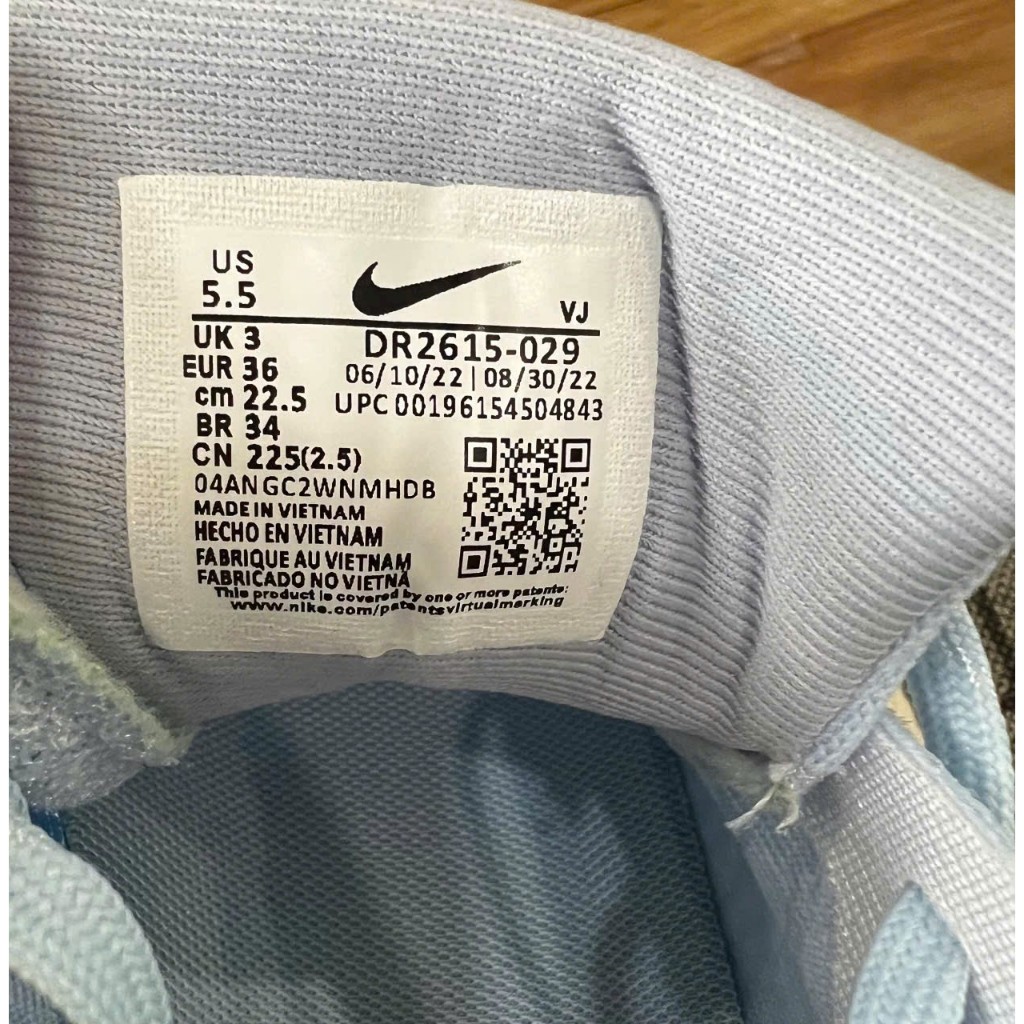 US
5.5
VJ
UK 3
DR2615-029
EUR 36
06/10/22 | 08/30/22
cm 22.5
UPC 00196154504843
BR 34
CN 225(2.5)
04ANGC2WNMHDB
MADE IN VIETNAM
HECHO EN VIETNAM
FABRIQUE AU VIETNAM
FABRICADO NO VIETNÃ
This product is covered by one or more patents:
www.nike.com/patentsvirtualmarking